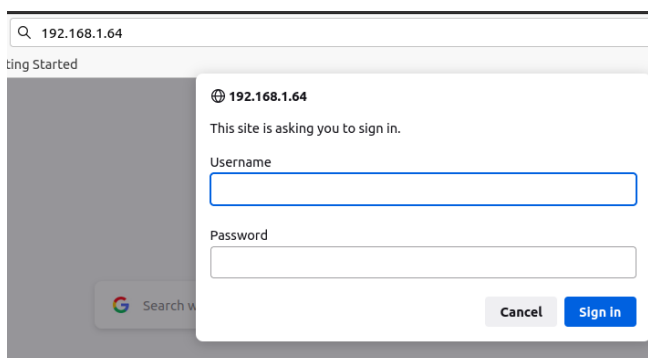 192.168.1.64
ting Started
192.168.1.64
This site is asking you to sign in.
Username
Password
Search w
Cancel
Sign in